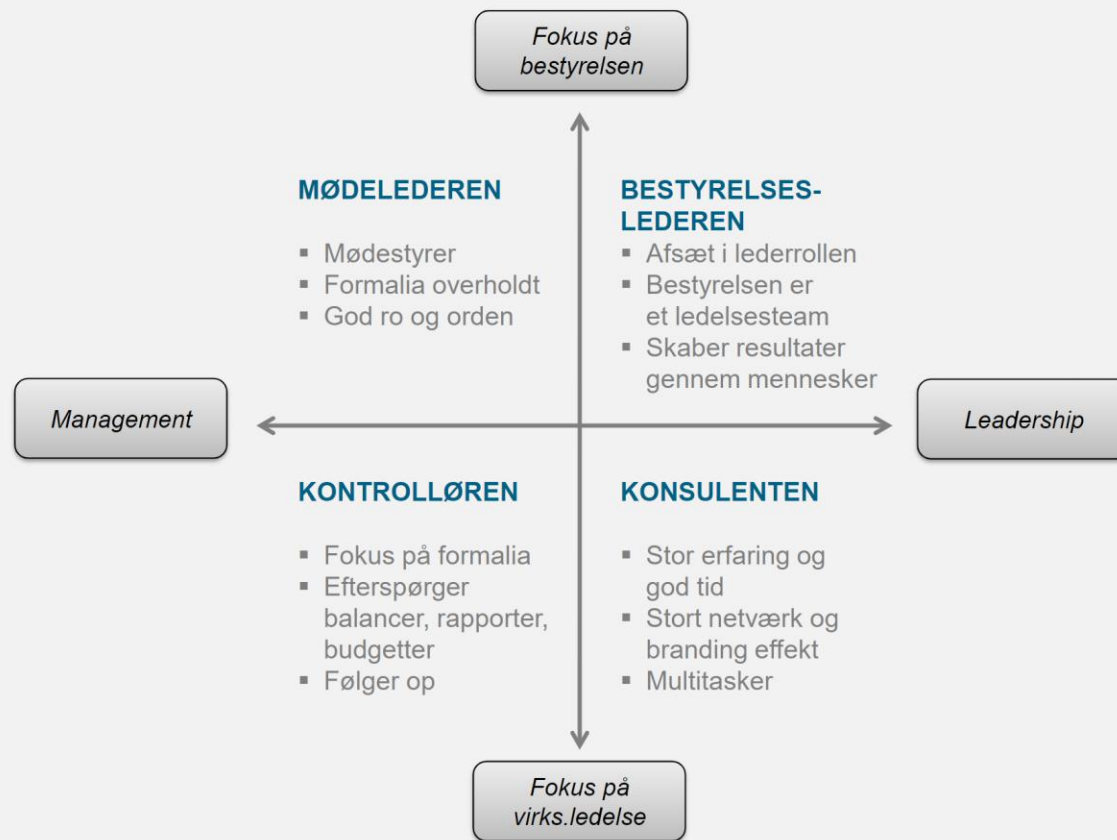 Fokus på
bestyrelsen
MØDELEDEREN
▪ Mødestyrer
▪ Formalia overholdt
▪ God ro og orden
BESTYRELSES-
LEDEREN
▪ Afsæt i lederrollen
▪ Bestyrelsen er
et ledelsesteam
▪ Skaber resultater
gennem mennesker
Management
Leadership
KONTROLLØREN
▪ Fokus på formalia
▪ Efterspørger
balancer, rapporter,
budgetter
▪ Følger op
KONSULENTEN
▪ Stor erfaring og
god tid
▪ Stort netværk og
branding effekt
▪ Multitasker
Fokus på
virks.ledelse